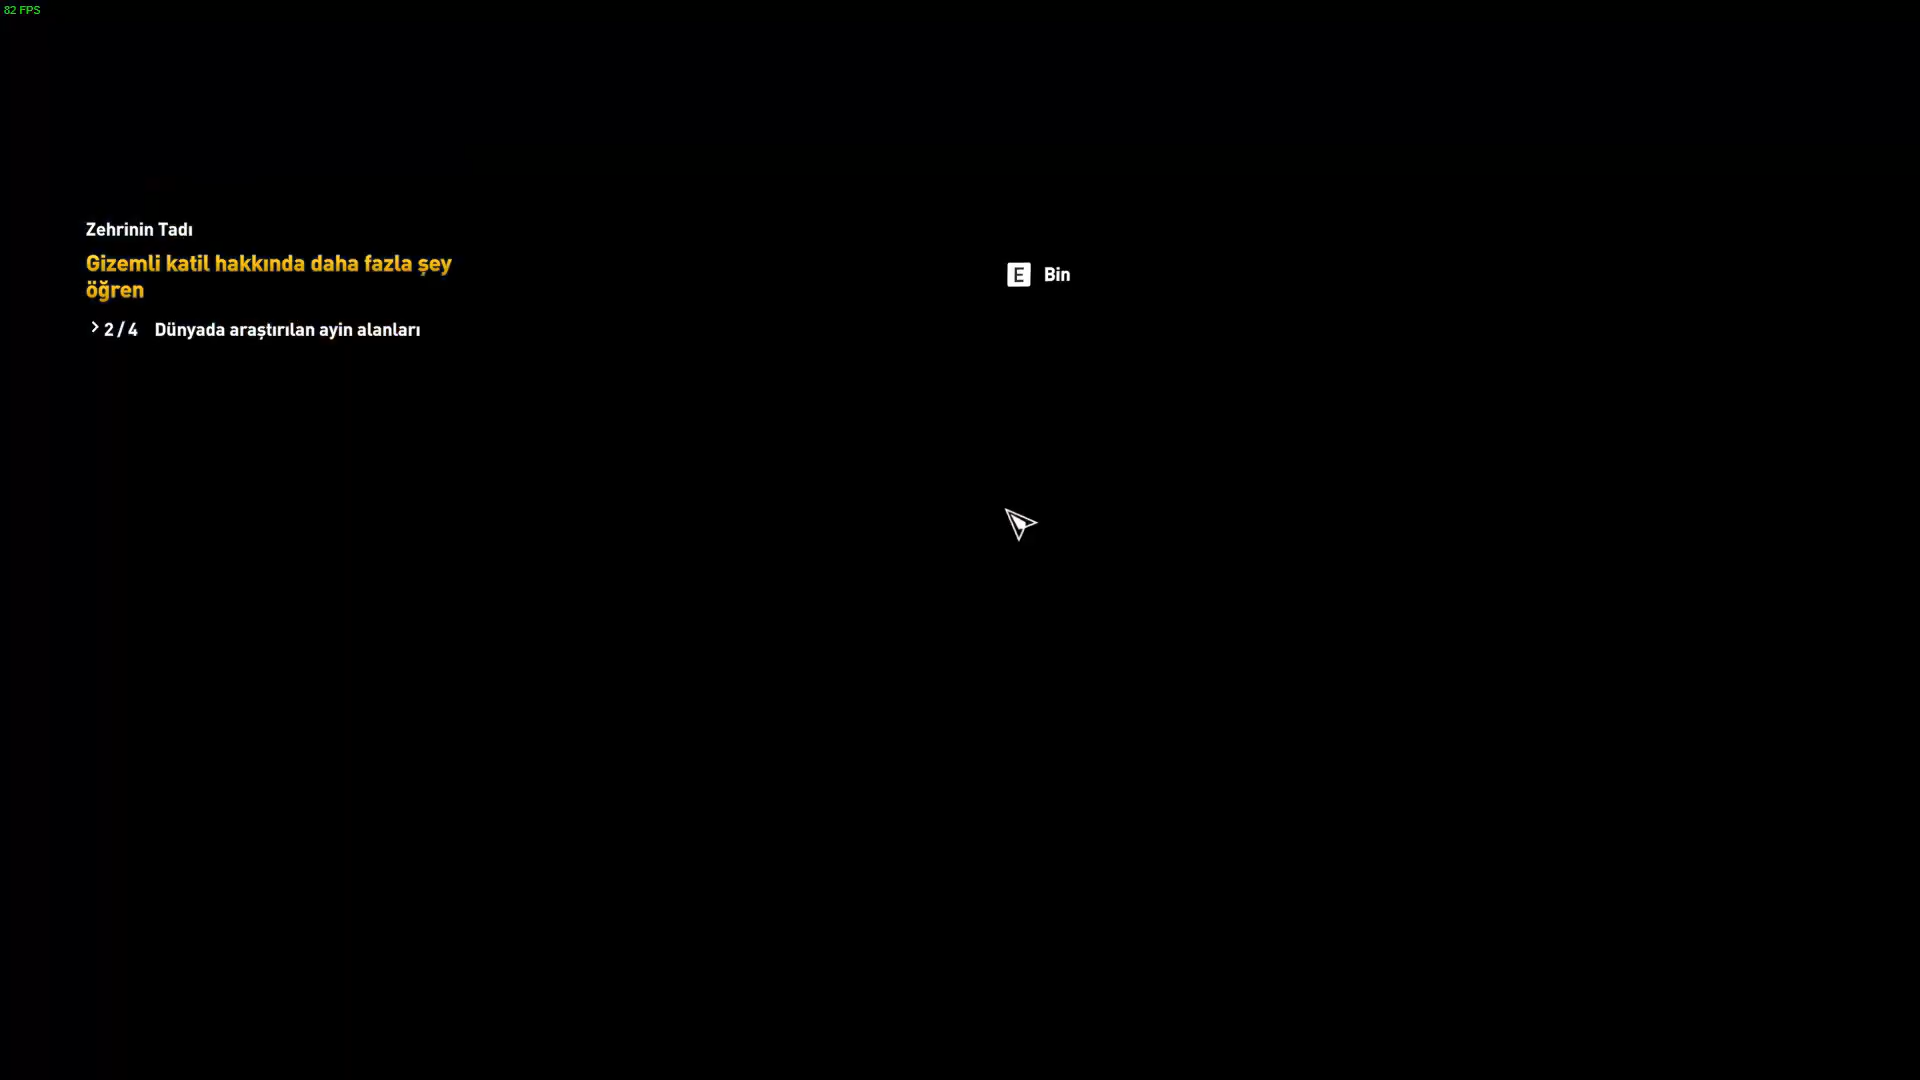 82 FPS
Zehrinin Tadı
Gizemli katil hakkında daha fazla şey
öğren
2/4 Dünyada araştırılan ayin alanları
E Bin